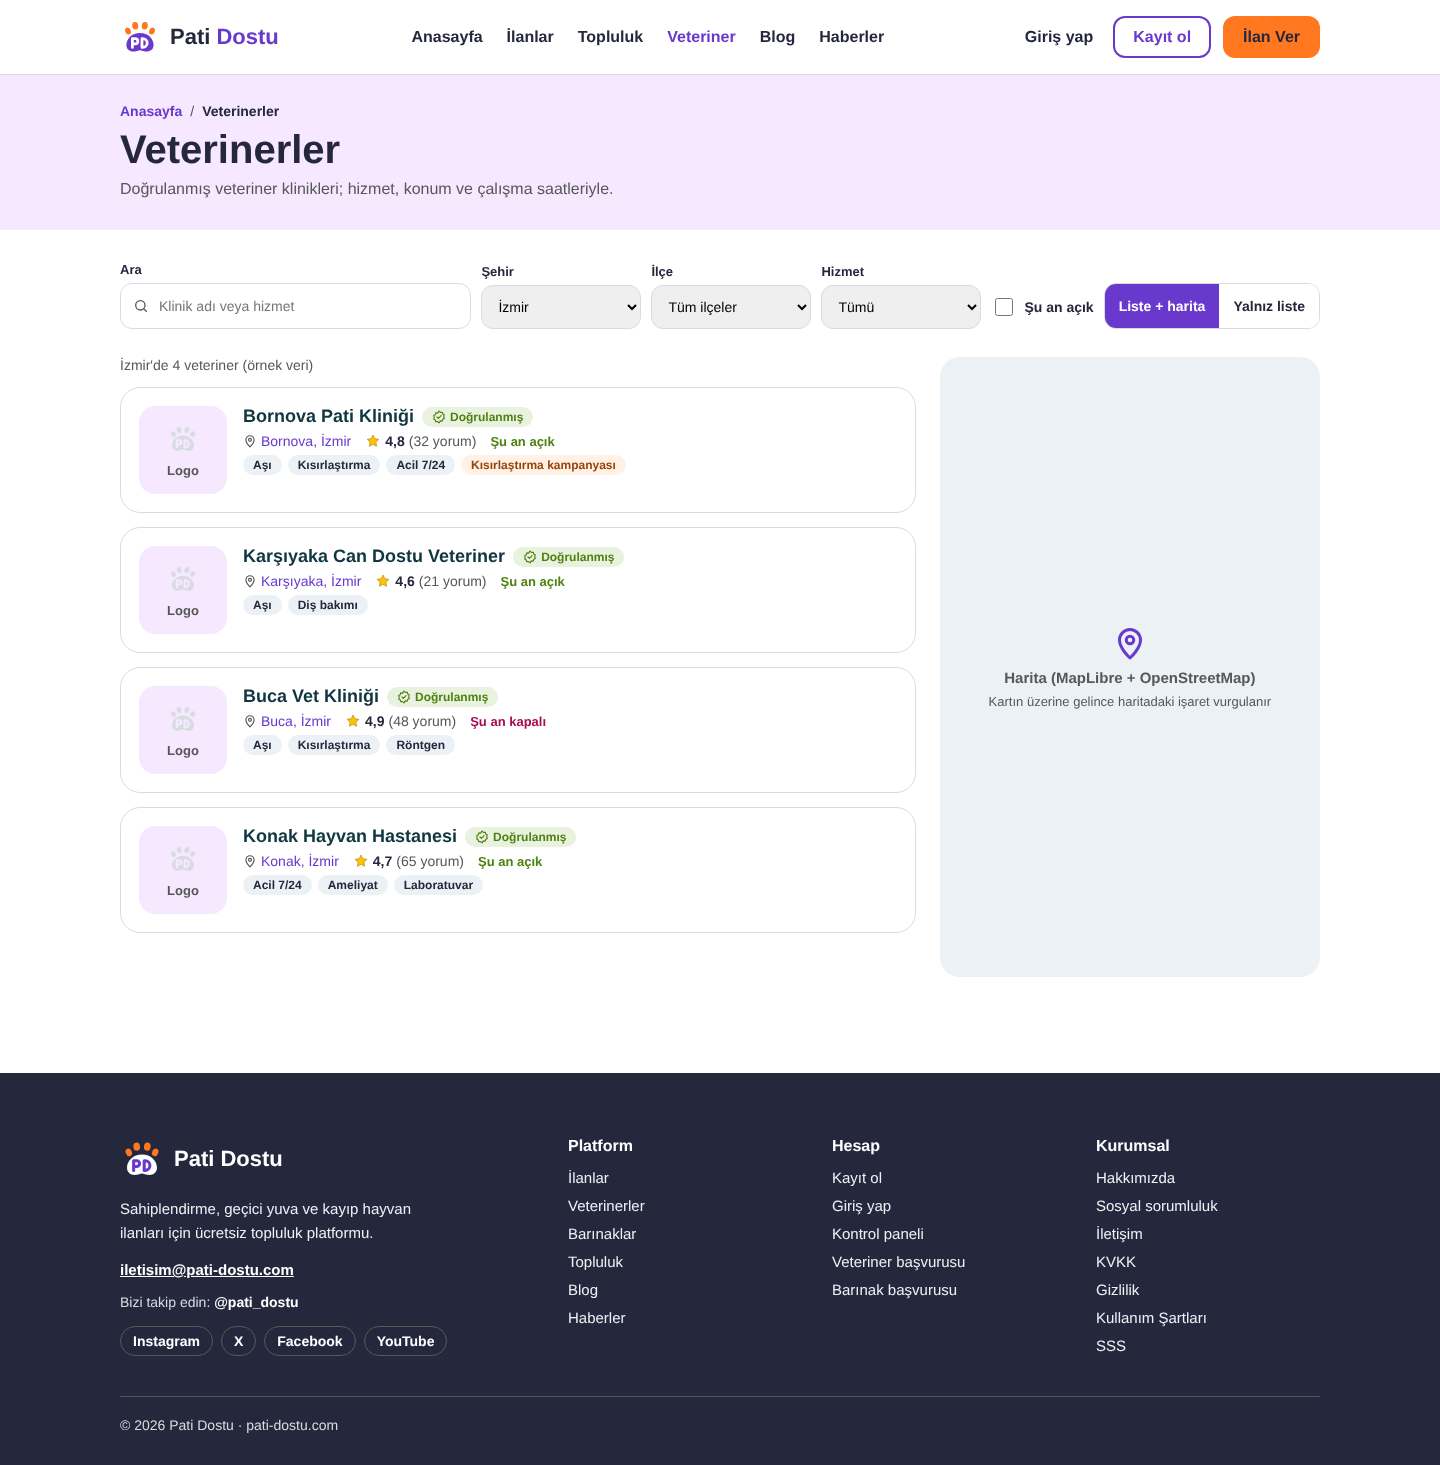 PD Pati Dostu
Anasayfa İlanlar Topluluk Veteriner Blog Haberler
Giriş yap Kayıt ol İlan Ver
Anasayfa / Veterinerler
Veterinerler
Doğrulanmış veteriner klinikleri; hizmet, konum ve çalışma saatleriyle.
Ara
Klinik adı veya hizmet
Şehir
İzmir
İlçe
Tüm ilçeler
Hizmet
Tümü
Şu an açık
Liste + harita Yalnız liste
İzmir'de 4 veteriner (örnek veri)
PD
Logo
Bornova Pati Kliniği Doğrulanmış
Bornova, İzmir 4,8 (32 yorum) Şu an açık
Aşı Kısırlaştırma Acil 7/24 Kısırlaştırma kampanyası
PD
Logo
Karşıyaka Can Dostu Veteriner Doğrulanmış
Karşıyaka, İzmir 4,6 (21 yorum) Şu an açık
Aşı Diş bakımı
PD
Logo
Buca Vet Kliniği Doğrulanmış
Buca, İzmir 4,9 (48 yorum) Şu an kapalı
Aşı Kısırlaştırma Röntgen
PD
Logo
Konak Hayvan Hastanesi Doğrulanmış
Konak, İzmir 4,7 (65 yorum) Şu an açık
Acil 7/24 Ameliyat Laboratuvar
Harita (MapLibre + OpenStreetMap)
Kartın üzerine gelince haritadaki işaret vurgulanır
PD Pati Dostu
Sahiplendirme, geçici yuva ve kayıp hayvan
ilanları için ücretsiz topluluk platformu.
iletisim@pati-dostu.com
Bizi takip edin: @pati_dostu
Instagram X Facebook YouTube
Platform
İlanlar
Veterinerler
Barınaklar
Topluluk
Blog
Haberler
Hesap
Kayıt ol
Giriş yap
Kontrol paneli
Veteriner başvurusu
Barınak başvurusu
Kurumsal
Hakkımızda
Sosyal sorumluluk
İletişim
KVKK
Gizlilik
Kullanım Şartları
SSS
© 2026 Pati Dostu · pati-dostu.com